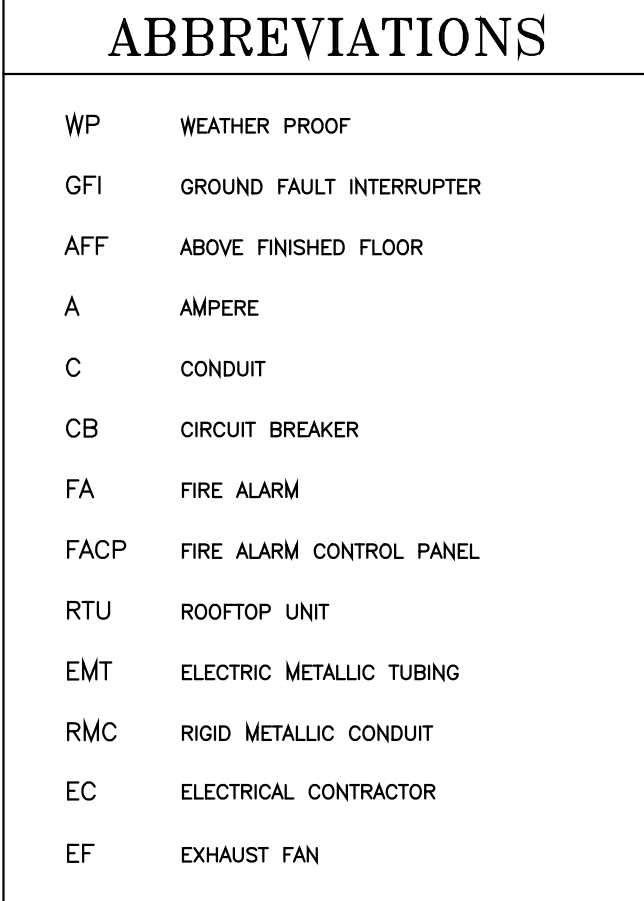 ABBREVIATIONS
WP WEATHER PROOF
GFI GROUND FAULT INTERRUPTER
AFF ABOVE FINISHED FLOOR
A AMPERE
C CONDUIT
CB CIRCUIT BREAKER
FA FIRE ALARM
FACP FIRE ALARM CONTROL PANEL
RTU ROOFTOP UNIT
EMT ELECTRIC METALLIC TUBING
RMC RIGID METALLIC CONDUIT
EC ELECTRICAL CONTRACTOR
EF EXHAUST FAN